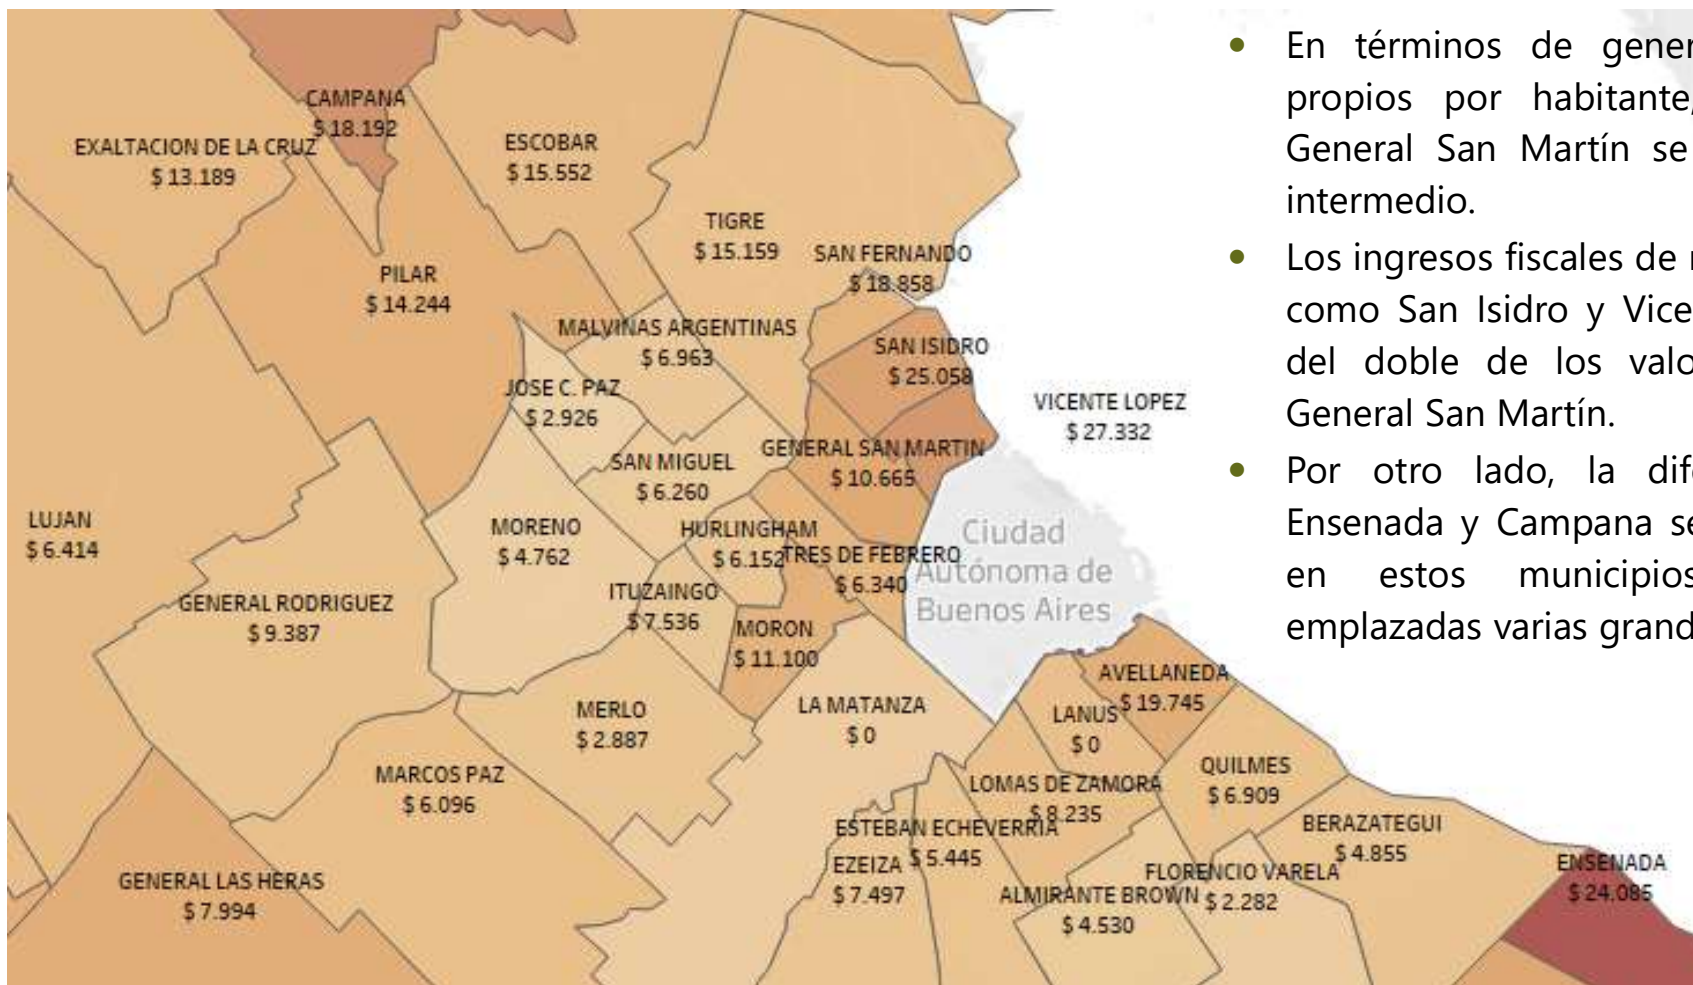 CAMPANA
$ 18.192
EXALTACION DE LA CRUZ
$ 13.189
ESCOBAR
$ 15.552
TIGRE
$ 15.159
SAN FERNANDO
$ 18.858
PILAR
$ 14.244
MALVINAS ARGENTINAS
$ 6.963
SAN ISIDRO
$ 25.058
JOSE C. PAZ
$ 2.926
VICENTE LOPEZ
$ 27.332
GENERAL SAN MARTIN
$ 10.665
SAN MIGUEL
$ 6.260
LUJAN
$ 6.414
MORENO
$ 4.762
HURLINGHAM
$ 6.152
TRES DE FEBRERO
$ 6.340
Ciudad
Autónoma de
Buenos Aires
ITUZAINGO
$ 7.536
GENERAL RODRIGUEZ
$ 9.387
MORON
$ 11.100
AVELLANEDA
$ 19.745
MERLO
$ 2.887
LA MATANZA
$ 0
LANUS
$ 0
MARCOS PAZ
$ 6.096
LOMAS DE ZAMORA
$ 8.235
QUILMES
$ 6.909
ESTEBAN ECHEVERRIA
$ 5.445
BERAZATEGUI
$ 4.855
EZEIZA
$ 7.497
FLORENCIO VARELA
$ 2.282
ENSENADA
$ 24.085
GENERAL LAS HERAS
$ 7.994
ALMIRANTE BROWN
$ 4.530
• En términos de gener
propios por habitante,
General San Martín se
intermedio.
• Los ingresos fiscales de
como San Isidro y Vice
del doble de los valo
General San Martín.
• Por otro lado, la dif
Ensenada y Campana se
en estos municipios
emplazadas varias grand